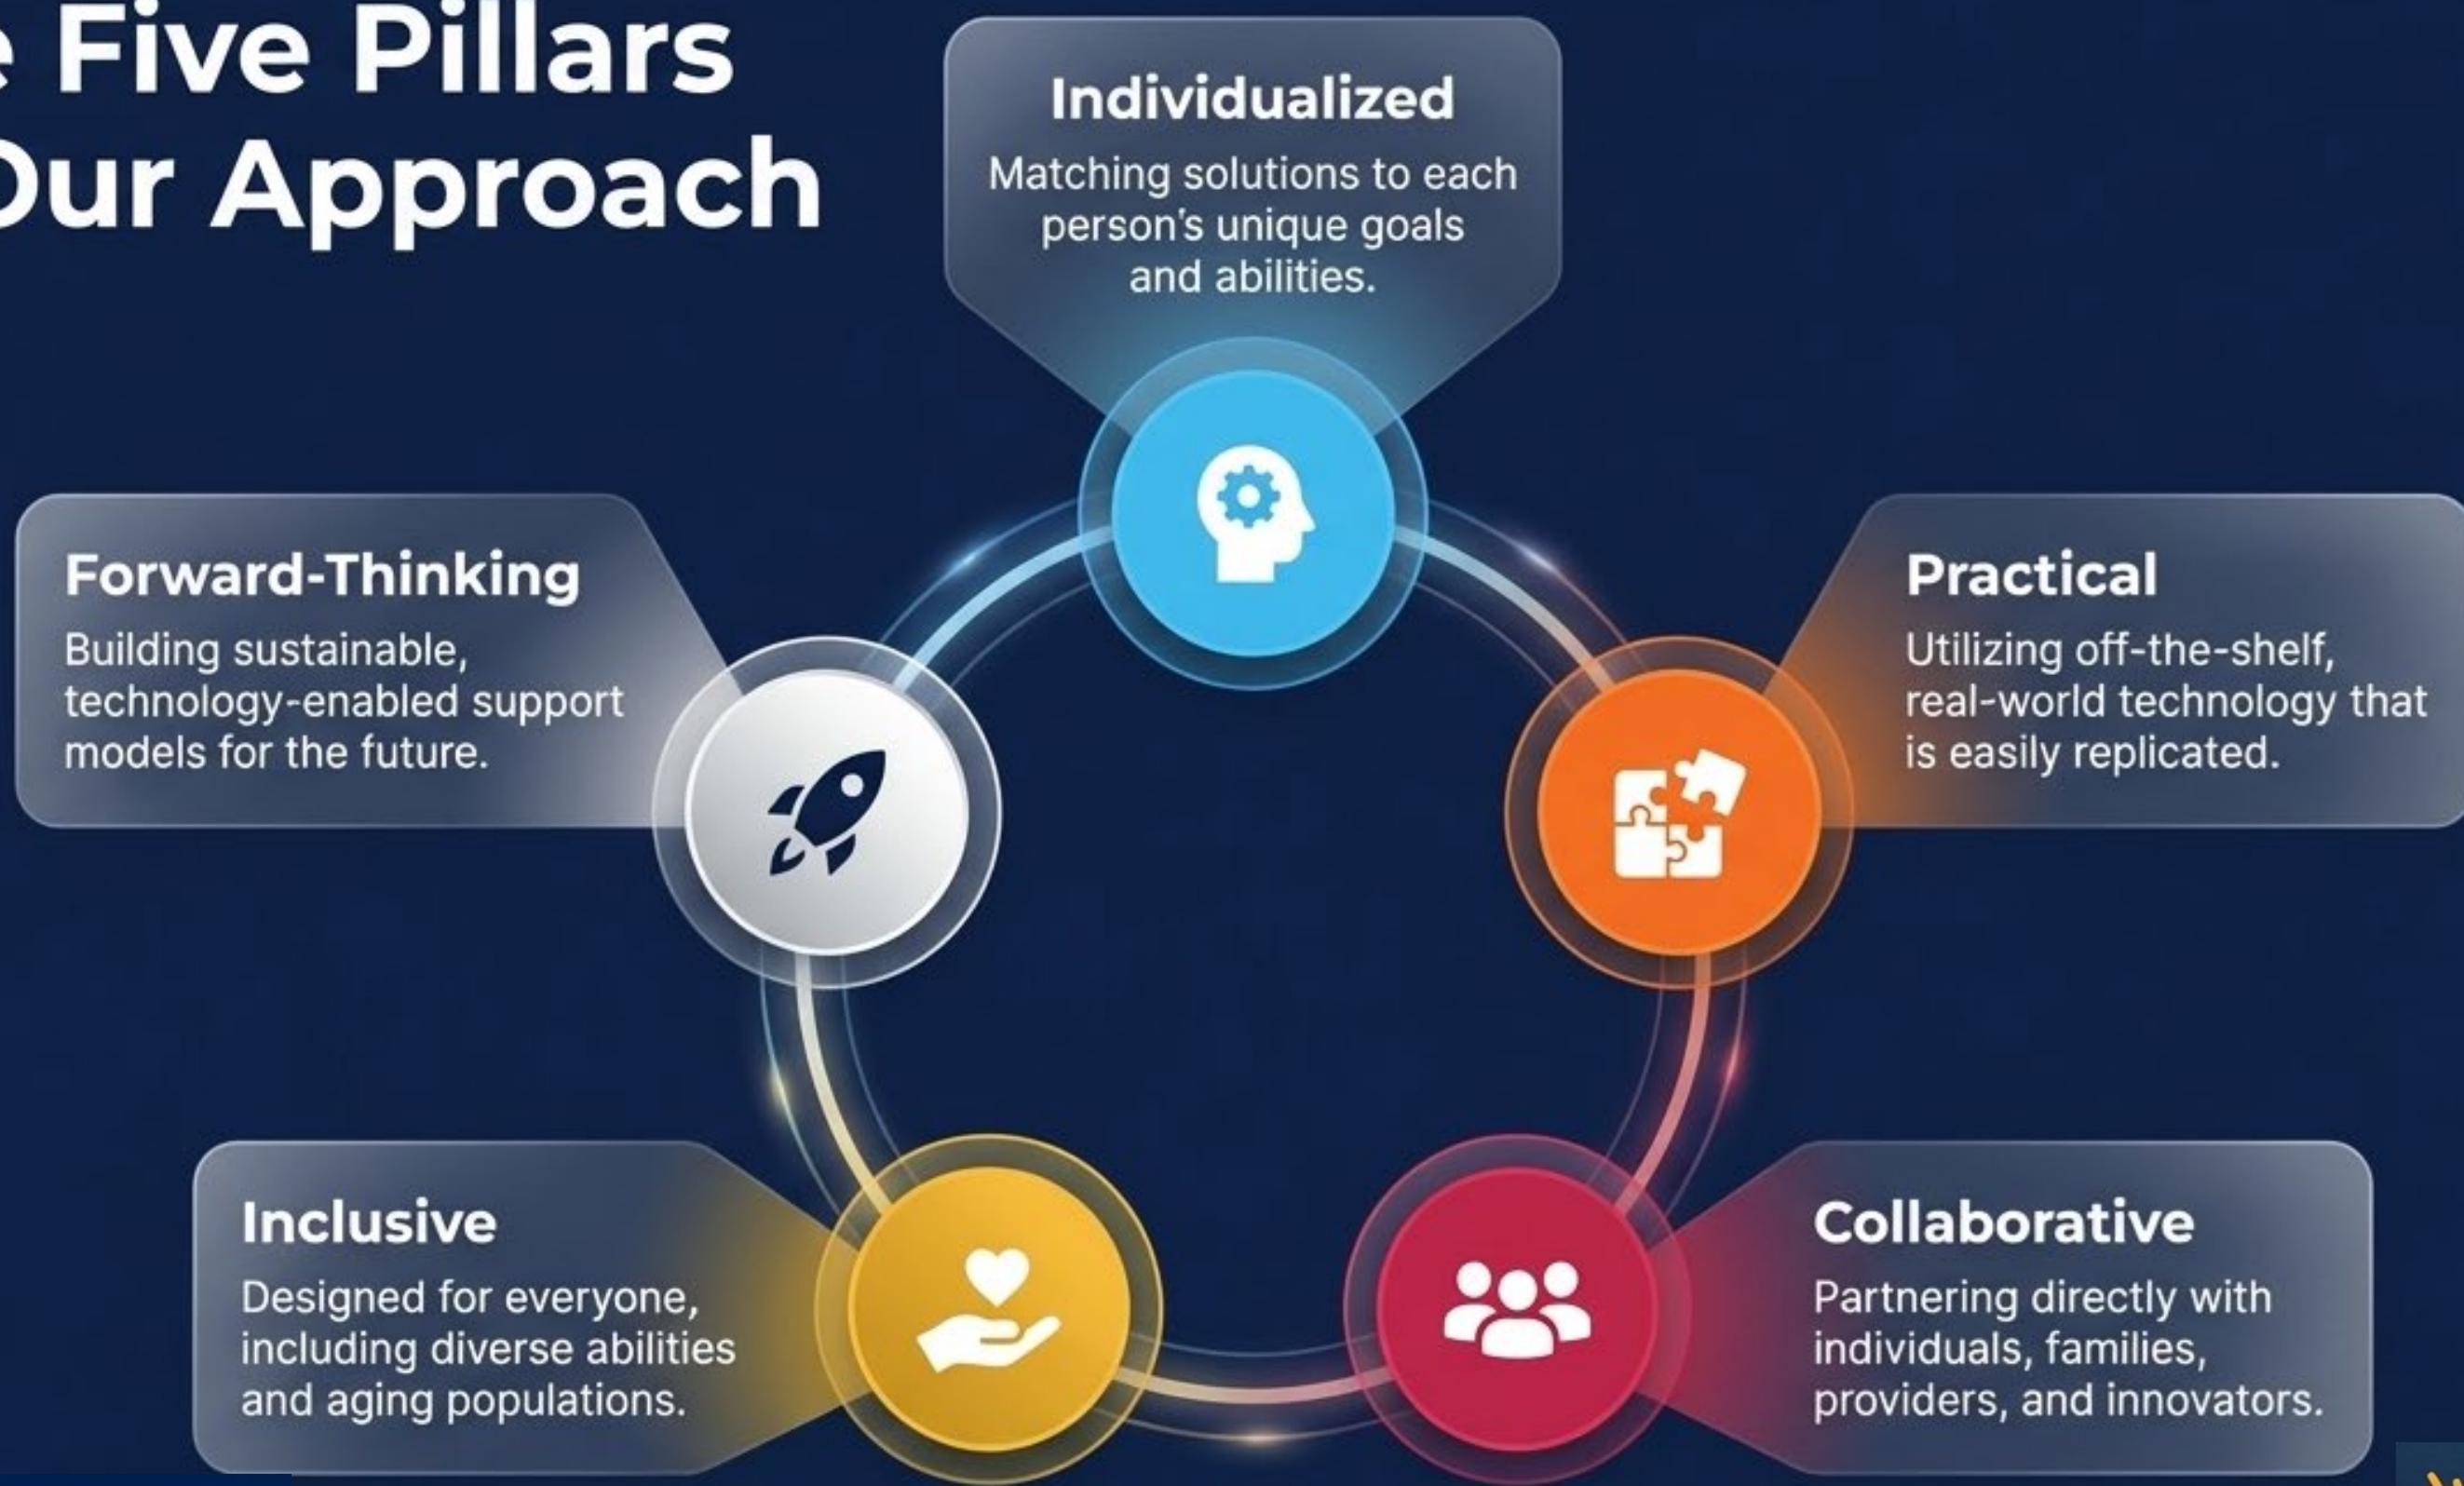 e Five Pillars
Our Approach
Individualized
Matching solutions to each
person's unique goals
and abilities.
Forward-Thinking
Building sustainable,
technology-enabled support
models for the future.
Practical
Utilizing off-the-shelf,
real-world technology that
is easily replicated.
Inclusive
Designed for everyone,
including diverse abilities
and aging populations.
Collaborative
Partnering directly with
individuals, families,
providers, and innovators.